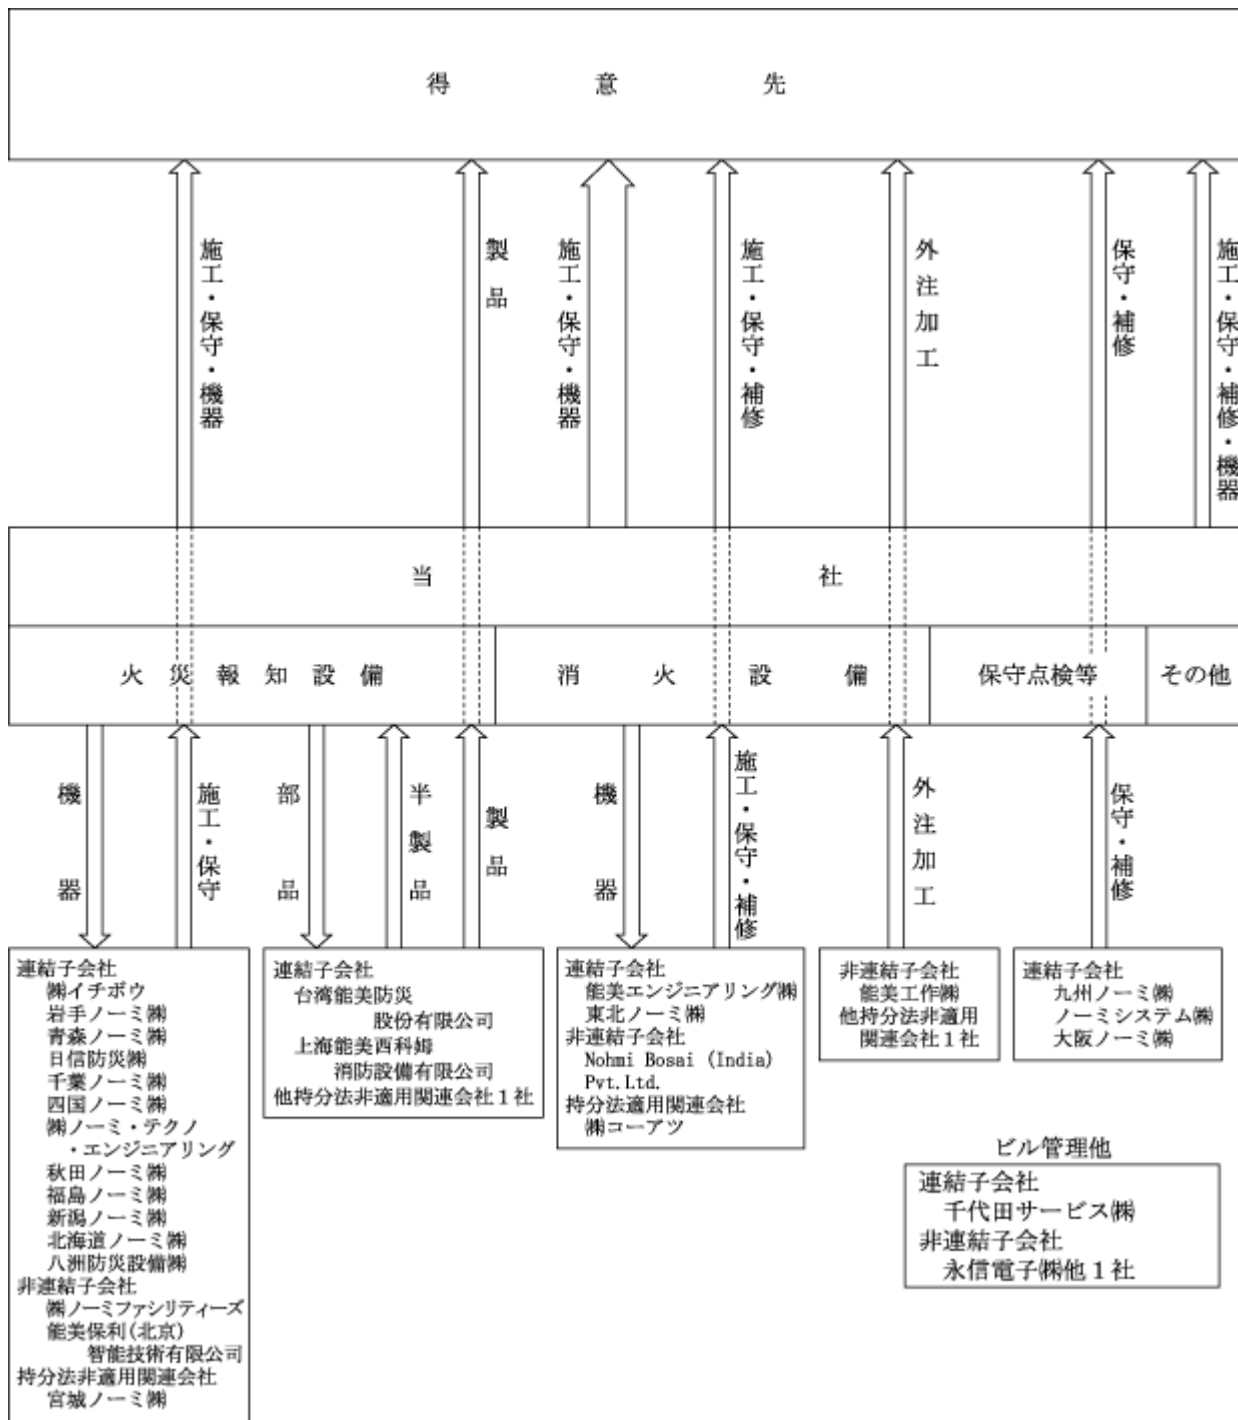 得意先
施工・保守・機器
製品
施工・保守・機器
施工・保守・補修
外注加工
保守・補修
施工・保守・補修・機器
当社
火災報知設備
消火設備
保守点検等
その他
機器
施工・保守
部品
半製品
製品
機器
施工・保守・補修
外注加工
保守・補修
連結子会社
㈱イチボウ
岩手ノーミ㈱
青森ノーミ㈱
日信防災㈱
千葉ノーミ㈱
四国ノーミ㈱
㈱ノーミ・テクノ
・エンジニアリング
秋田ノーミ㈱
福島ノーミ㈱
新潟ノーミ㈱
北海道ノーミ㈱
八洲防災設備㈱
非連結子会社
㈱ノーミファシリティーズ
能美保利(北京)
智能技術有限公司
持分法非適用関連会社
宮城ノーミ㈱
連結子会社
台湾能美防災
股份有限公司
上海能美西科姆
消防設備有限公司
他持分法非適用関連会社1社
連結子会社
能美エンジニアリング㈱
東北ノーミ㈱
非連結子会社
Nohmi Bosai (India)
Pvt.Ltd.
持分法適用関連会社
㈱コーアツ
非連結子会社
能美工作㈱
他持分法非適用
関連会社1社
連結子会社
九州ノーミ㈱
ノーミシステム㈱
大阪ノーミ㈱
ビル管理他
連結子会社
千代田サービス㈱
非連結子会社
永信電子㈱他1社